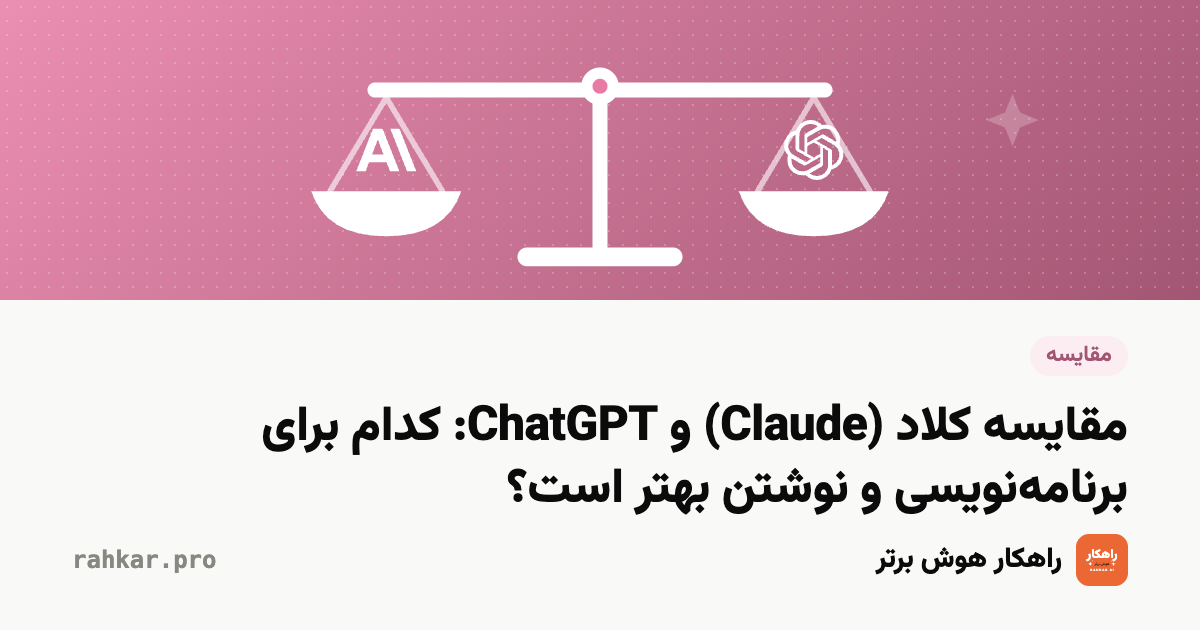 AI
مقایسه
مقایسه کلاد (Claude) و ChatGPT: کدام برای
برنامه‌نویسی و نوشتن بهتر است؟
راهکار
راهکار هوش برتر
rahkar.pro